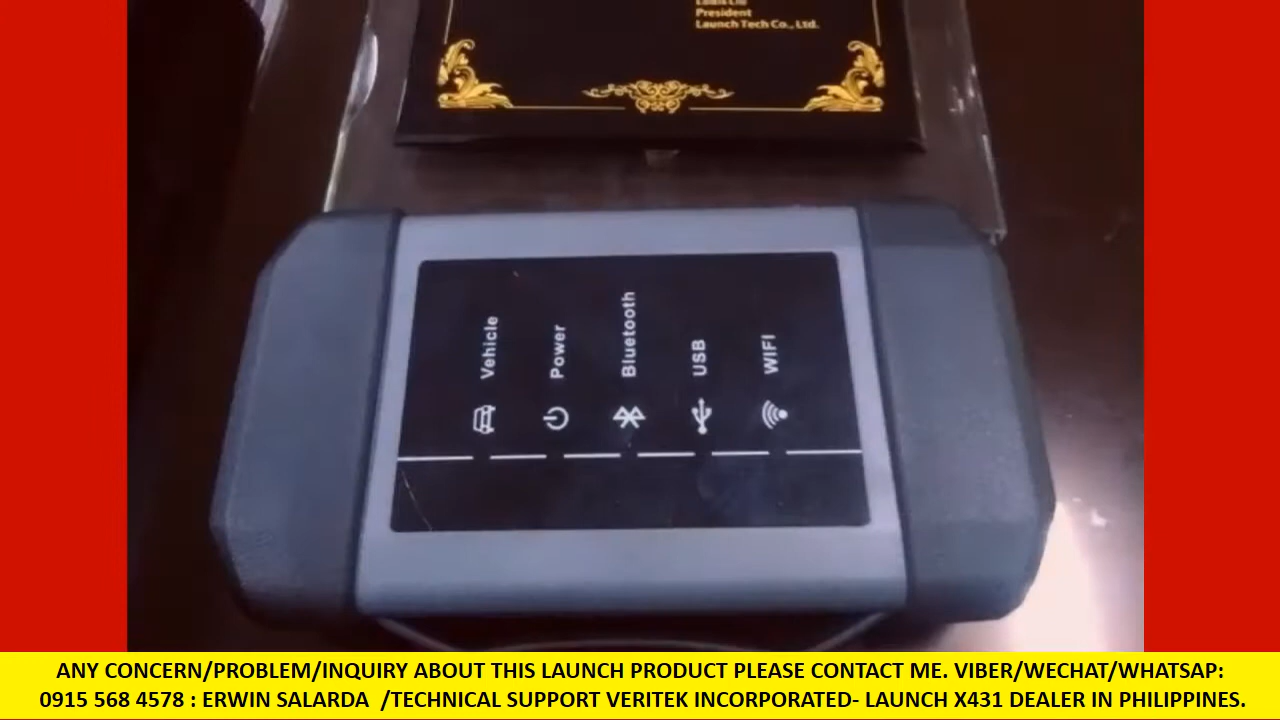 President
Launch Tech Co., Ltd.
Vehicle
Power
Bluetooth
USB
WIFI
ANY CONCERN/PROBLEM/INQUIRY ABOUT THIS LAUNCH PRODUCT PLEASE CONTACT ME. VIBER/WECHAT/WHATSAP:
0915 568 4578 : ERWIN SALARDA /TECHNICAL SUPPORT VERITEK INCORPORATED- LAUNCH X431 DEALER IN PHILIPPINES.